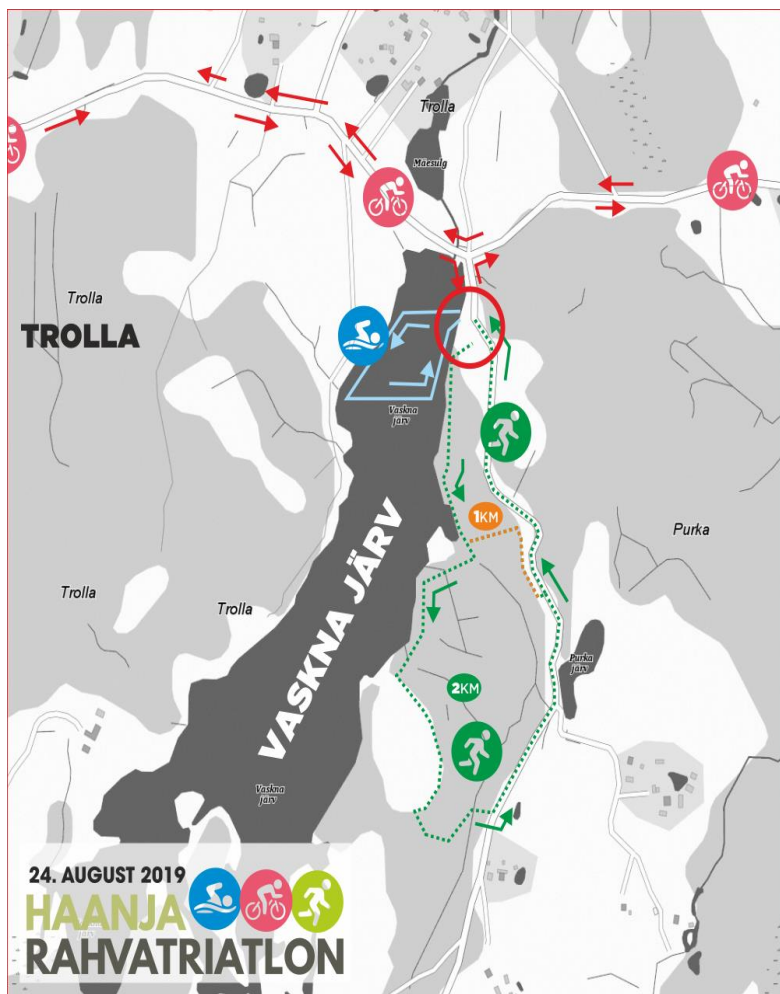 Trolla
Maesulg
Trolla
TROLLA
Vaskna
järv
1KM
Purka
VASKNA JÄRV
Trolla
Trolla
Purka
järv
2KM
Vaskna
järv
24. AUGUST 2019
HAANJA
RAHVATRIATLON